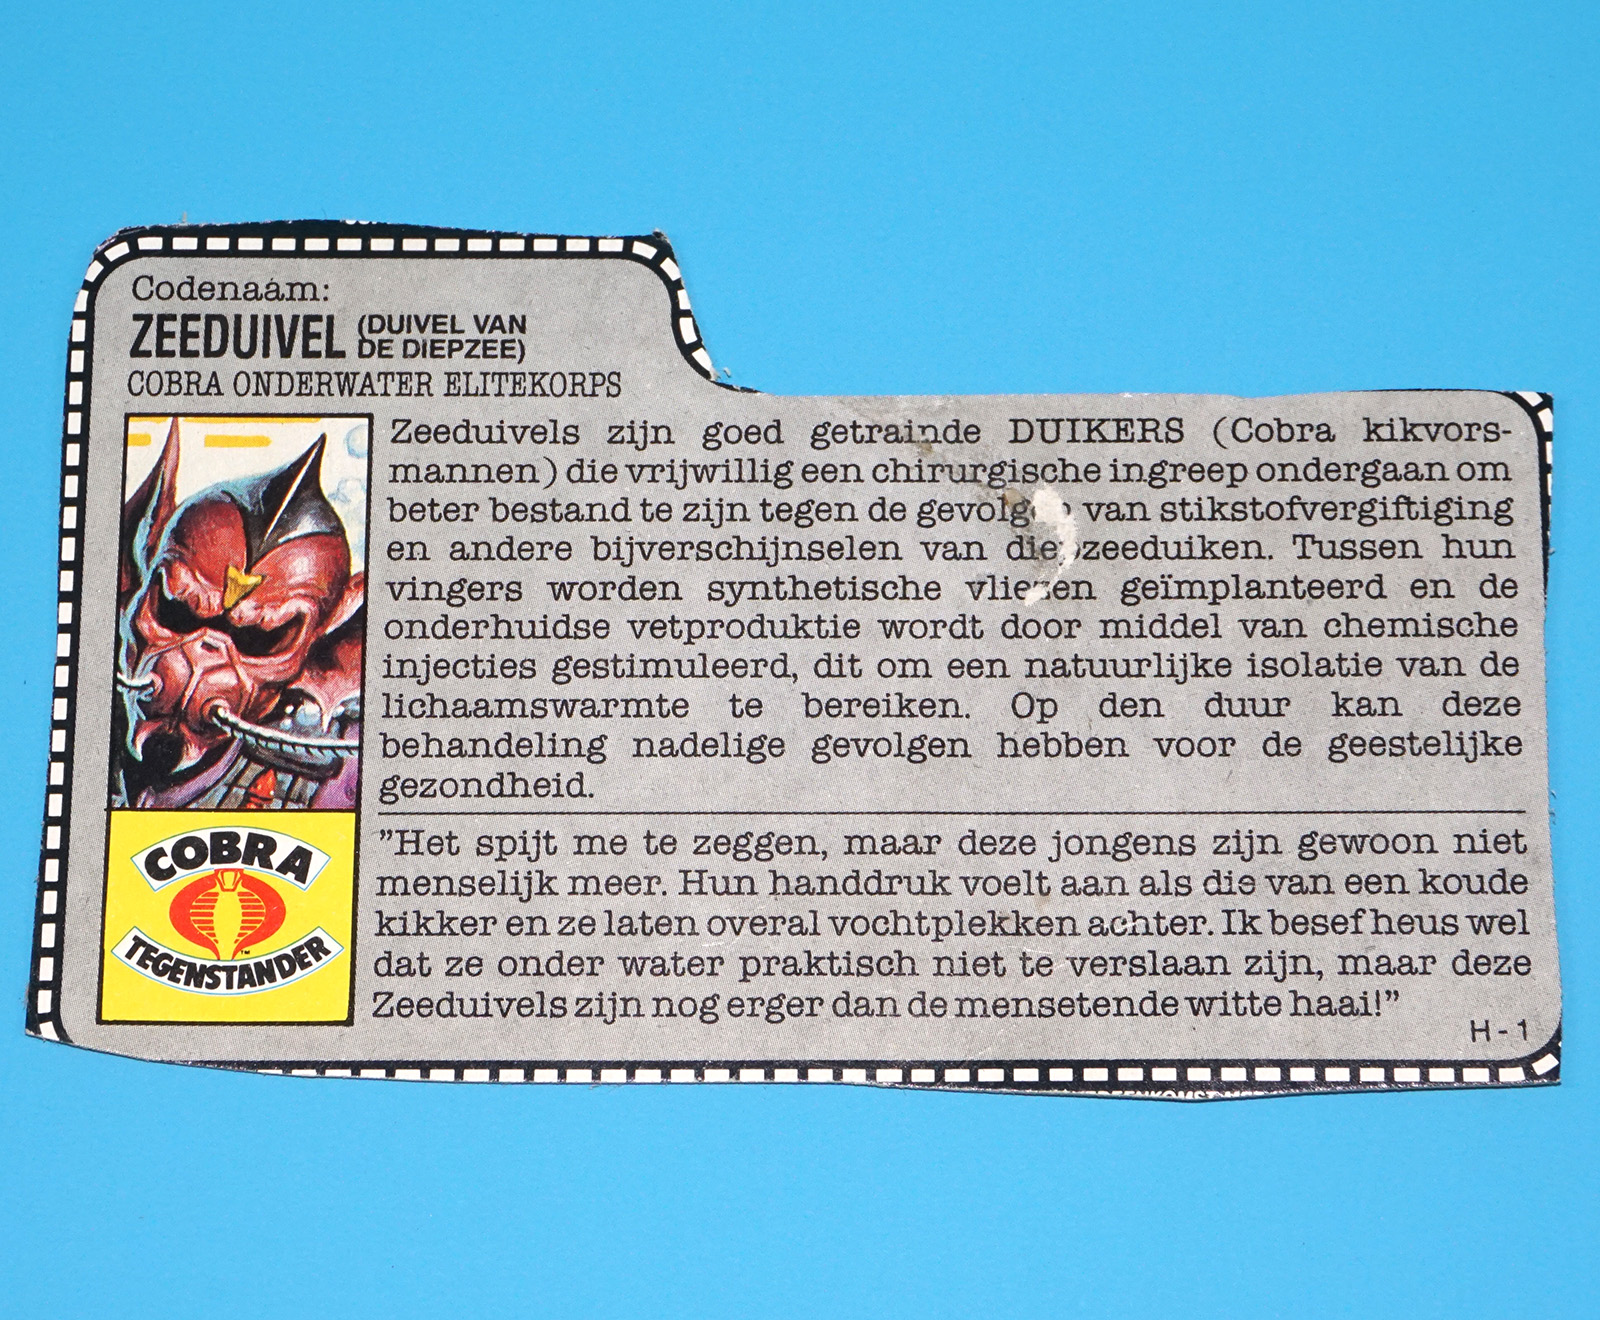 Codenaam:
ZEEDUIVEL (DUIVEL VAN
DE DIEPZEE)
COBRA ONDERWATER ELITEKORPS
Zeeduivels zijn goed getrainde DUIKERS (Cobra kikvors-
mannen) die vrijwillig een chirurgische ingreep ondergaan om
beter bestand te zijn tegen de van stikstofvergiftiging
en andere bijverschijnselen van diepzeeduiken. Tussen hun
vingers worden synthetische vliezen geïmplanteerd en de
onderhuidse vetproduktie wordt door middel van chemische
injecties gestimuleerd, dit om een natuurlijke isolatie van de
lichaamswarmte te bereiken. Op den duur kan deze
behandeling nadelige gevolgen hebben voor de geestelijke
gezondheid.
COBRA
TEGENSTANDER
"Het spijt me te zeggen, maar deze jongens zijn gewoon niet
menselijk meer. Hun handdruk voelt aan als die van een koude
kikker en ze laten overal vochtplekken achter. Ik besef heus wel
dat ze onder water praktisch niet te verslaan zijn, maar deze
Zeeduivels zijn nog erger dan de mensetende witte haai!"
H-1